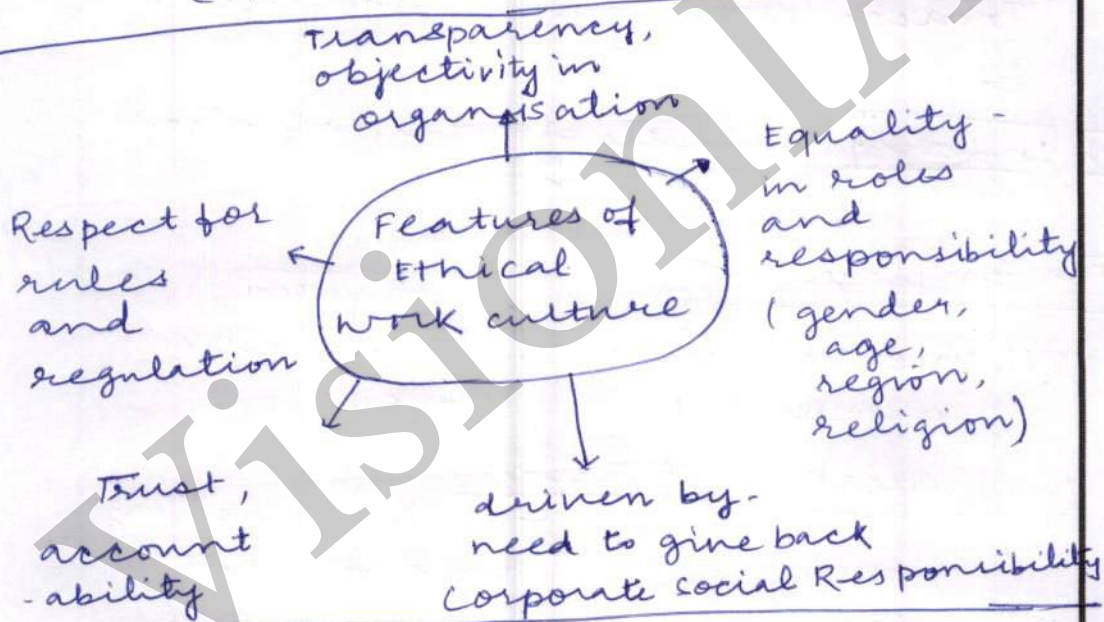 Transparency,
objectivity in
organisation
Equality -
in roles
and
responsibility
(gender,
age,
region,
religion)
Features of
Ethical
work culture
Respect for
rules
and
regulation
Trust,
account
-ability
driven by-
need to give back
Corporate Social Responsibility